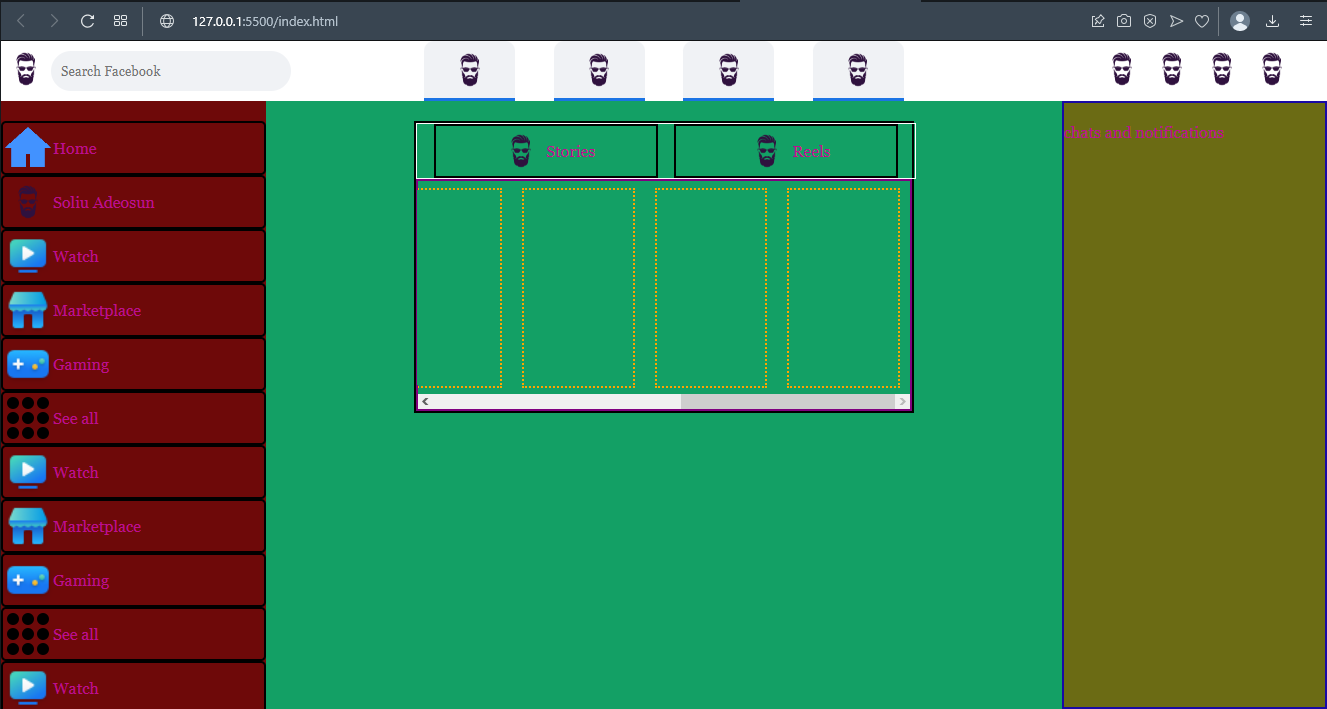 127.0.0.1:5500/index.html
Search Facebook
Home
Soliu Adeosun
Watch
Marketplace
Gaming
See all
Watch
Marketplace
Gaming
See all
Watch
Stories
Reels
chats and notifications